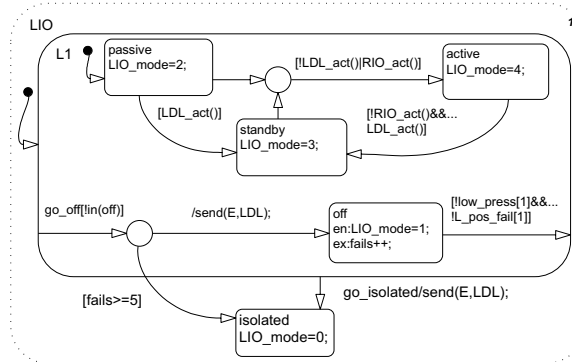 LIO
1
L1
passive
LIO_mode=2;
[!LDL_act()|RIO_act()]
active
LIO_mode=4;
[LDL_act()]
[!RIO_act()&&...
LDL_act()]
standby
LIO_mode=3;
go_off[!in(off)]
/send(E,LDL);
off
en:LIO_mode=1;
ex:fails++;
[!low_press[1]&&...
!L_pos_fail[1]]
[fails>=5]
go_isolated/send(E,LDL);
isolated
LIO_mode=0;